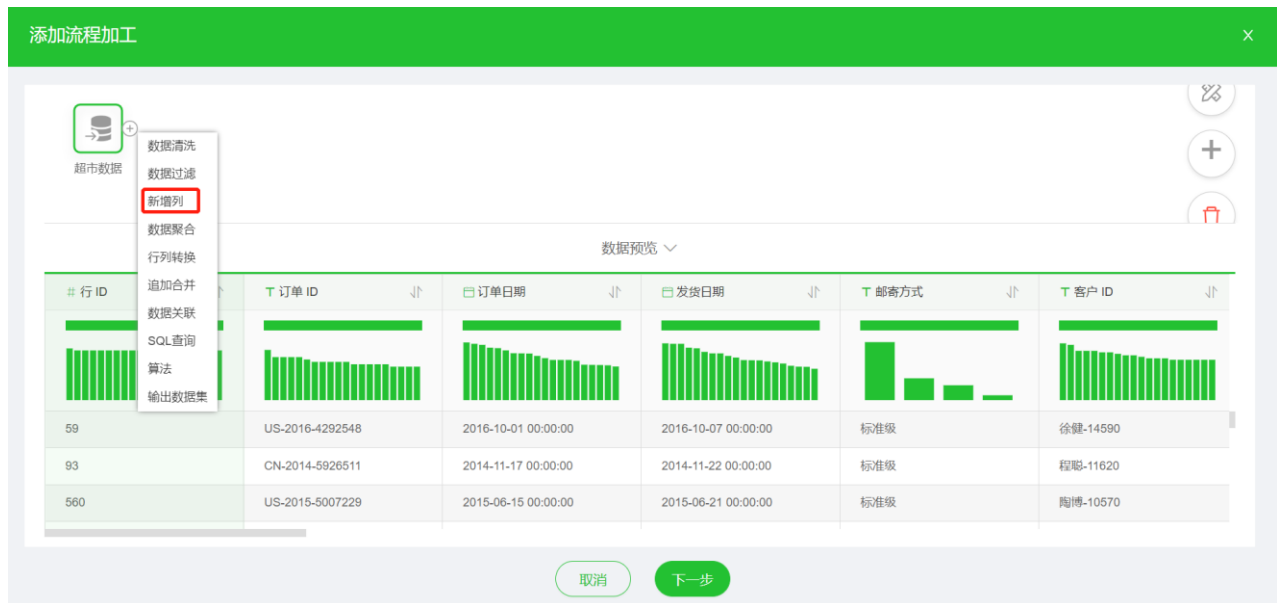 添加流程加工
X
超市数据
数据清洗
数据过滤
新增列
数据聚合
行列转换
追加合并
数据关联
SQL查询
算法
输出数据集
数据预览
# 行 ID
T 订单 ID
订单日期
发货日期
T 邮寄方式
T 客户 ID
59 US-2016-4292548 2016-10-01 00:00:00 2016-10-07 00:00:00 标准级 徐健-14590
93 CN-2014-5926511 2014-11-17 00:00:00 2014-11-22 00:00:00 标准级 程聪-11620
560 US-2015-5007229 2015-06-15 00:00:00 2015-06-21 00:00:00 标准级 陶博-10570
取消
下一步